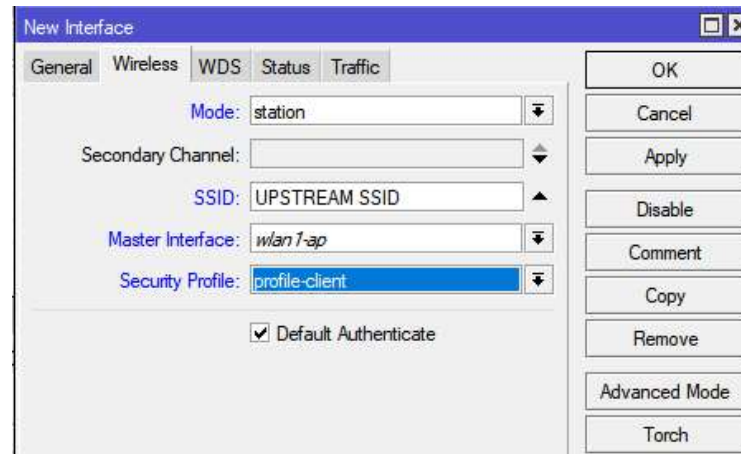 New Interface
General Wireless WDS Status Traffic
Mode: station
Secondary Channel:
SSID: UPSTREAM SSID
Master Interface: wlan1-ap
Security Profile: profile-client
Default Authenticate
OK
Cancel
Apply
Disable
Comment
Copy
Remove
Advanced Mode
Torch